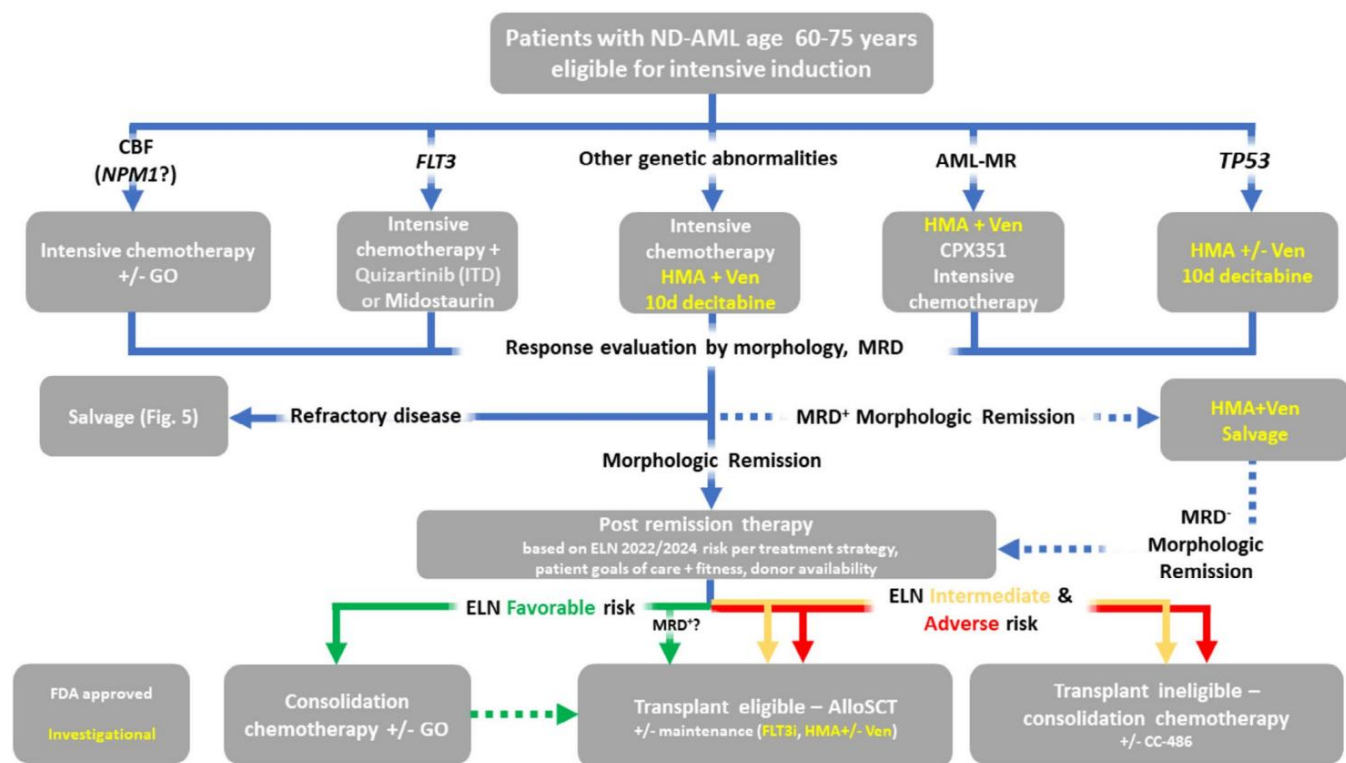 Patients with ND-AML age 60-75 years
eligible for intensive induction
CBF
(NPM1?)
FLT3
Other genetic abnormalities
AML-MR
TP53
Intensive chemotherapy
+/- GO
Intensive
chemotherapy +
Quizartinib (ITD)
or Midostaurin
Intensive
chemotherapy
HMA + Ven
10d decitabine
HMA + Ven
CPX351
Intensive
chemotherapy
HMA +/- Ven
10d decitabine
Response evaluation by morphology, MRD
Salvage (Fig. 5)
Refractory disease
MRD⁺ Morphologic Remission
HMA+Ven
Salvage
Morphologic Remission
Post remission therapy
based on ELN 2022/2024 risk per treatment strategy,
patient goals of care + fitness, donor availability
MRD⁻
Morphologic
Remission
ELN Favorable risk
MRD⁺?
ELN Intermediate &
Adverse risk
FDA approved
Investigational
Consolidation
chemotherapy +/- GO
Transplant eligible – AlloSCT
+/- maintenance (FLT3i, HMA+/- Ven)
Transplant ineligible –
consolidation chemotherapy
+/- CC-486